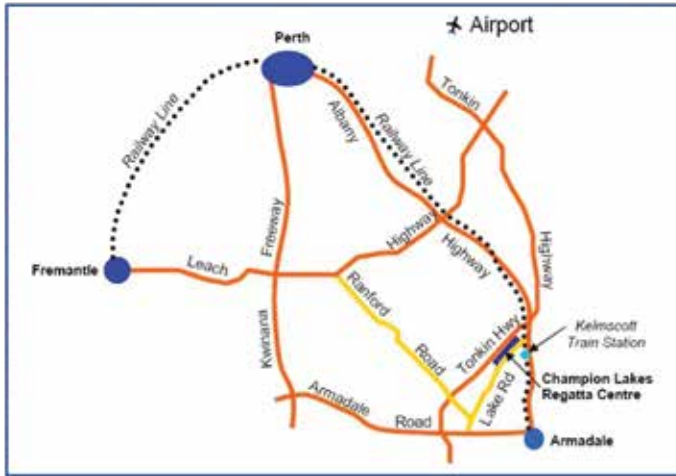 Perth
Airport
Tonkin
Albany
Railway Line
Railway Line
Freeway
Highway
Highway
Highway
Fremantle
Leach
Ranford
Kwinana
Road
Tonkin Hwy
Kelmscott
Train Station
Lake Rd
Champion Lakes
Regatta Centre
Armadale
Road
Armadale